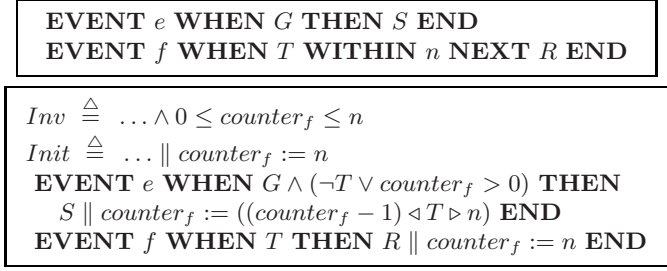 EVENT e WHEN G THEN S END
EVENT f WHEN T WITHIN n NEXT R END
Inv ≜ … ∧ 0 ≤ counter_f ≤ n
Init ≜ … ∥ counter_f := n
EVENT e WHEN G ∧ (¬T ∨ counter_f > 0) THEN
S ∥ counter_f := ((counter_f − 1) ◁ T ▷ n) END
EVENT f WHEN T THEN R ∥ counter_f := n END